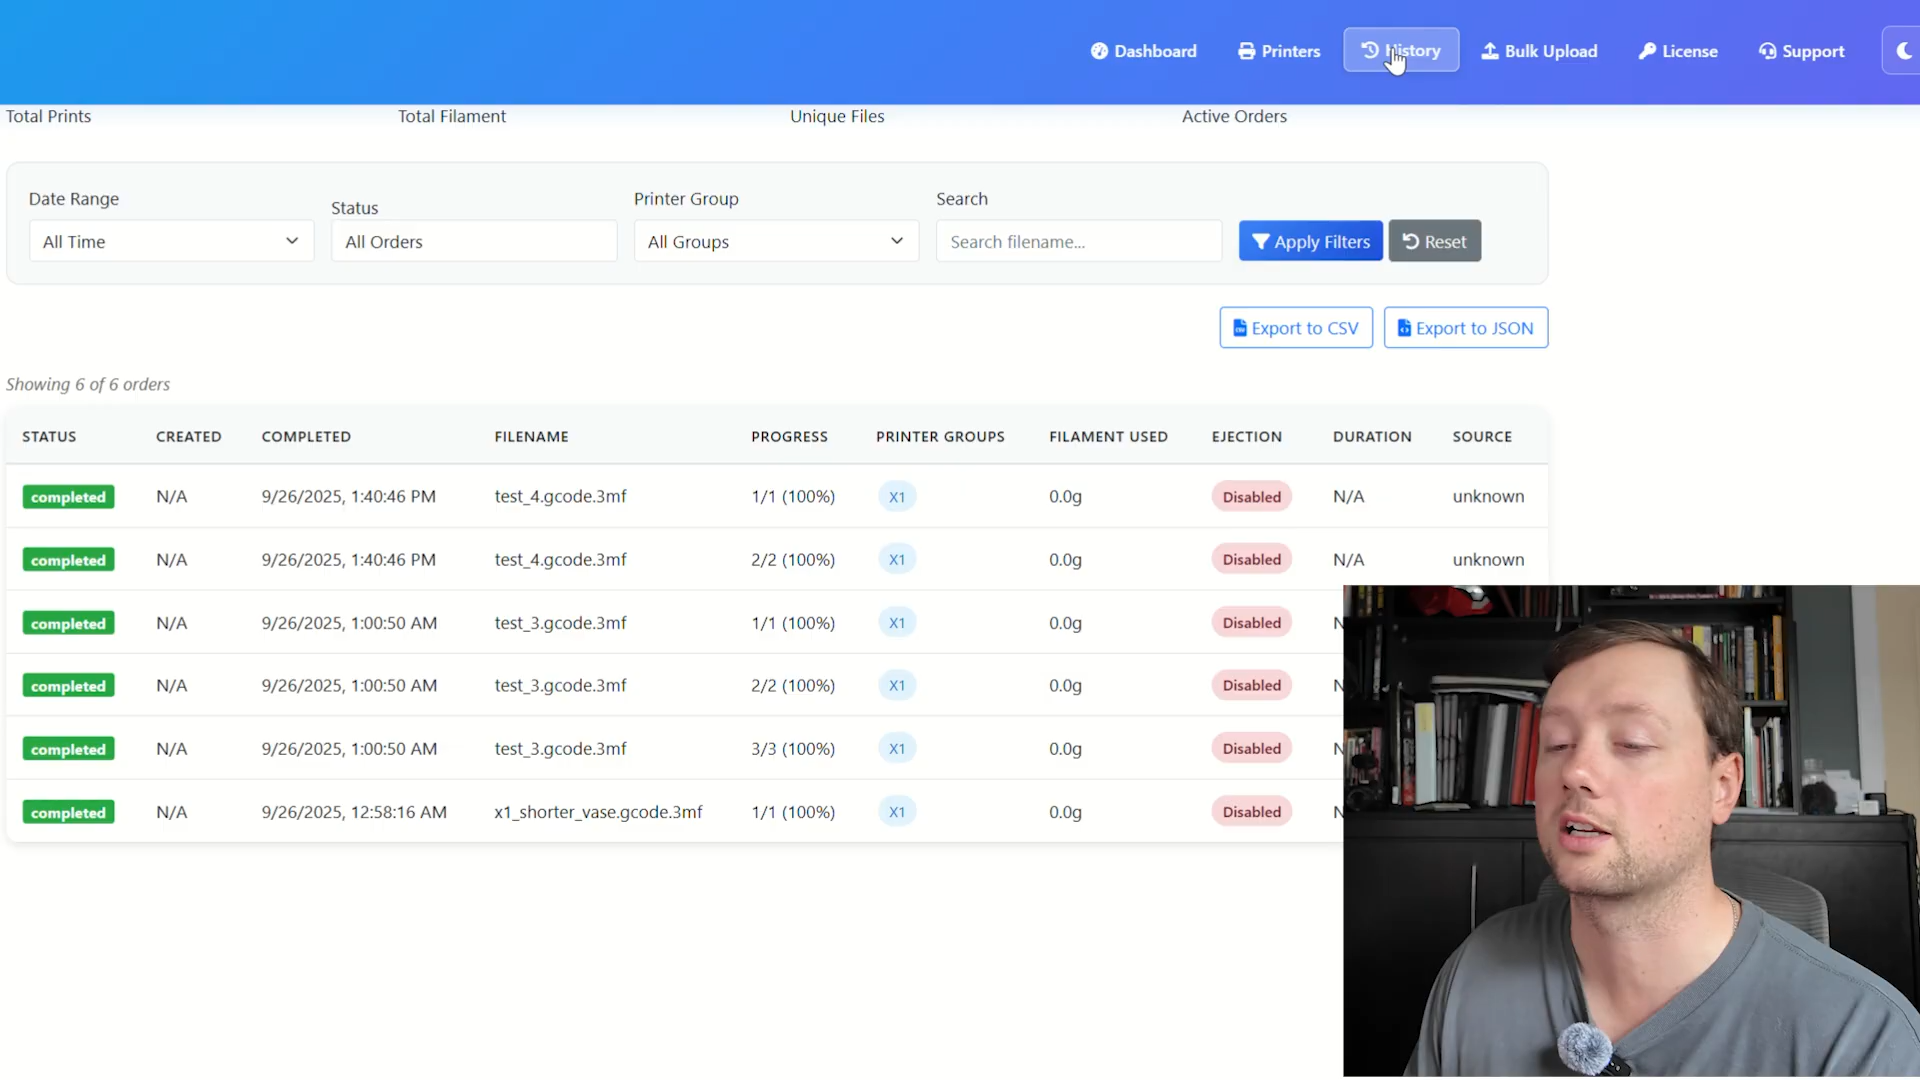 Dashboard Printers History Bulk Upload License Support
Total Prints Total Filament Unique Files Active Orders
Date Range Status Printer Group Search
All Time All Orders All Groups Search filename... Apply Filters Reset
Export to CSV Export to JSON
Showing 6 of 6 orders
STATUS CREATED COMPLETED FILENAME PROGRESS PRINTER GROUPS FILAMENT USED EJECTION DURATION SOURCE
completed N/A 9/26/2025, 1:40:46 PM test_4.gcode.3mf 1/1 (100%) X1 0.0g Disabled N/A unknown
completed N/A 9/26/2025, 1:40:46 PM test_4.gcode.3mf 2/2 (100%) X1 0.0g Disabled N/A unknown
completed N/A 9/26/2025, 1:00:50 AM test_3.gcode.3mf 1/1 (100%) X1 0.0g Disabled N
completed N/A 9/26/2025, 1:00:50 AM test_3.gcode.3mf 2/2 (100%) X1 0.0g Disabled N
completed N/A 9/26/2025, 1:00:50 AM test_3.gcode.3mf 3/3 (100%) X1 0.0g Disabled N
completed N/A 9/26/2025, 12:58:16 AM x1_shorter_vase.gcode.3mf 1/1 (100%) X1 0.0g Disabled N